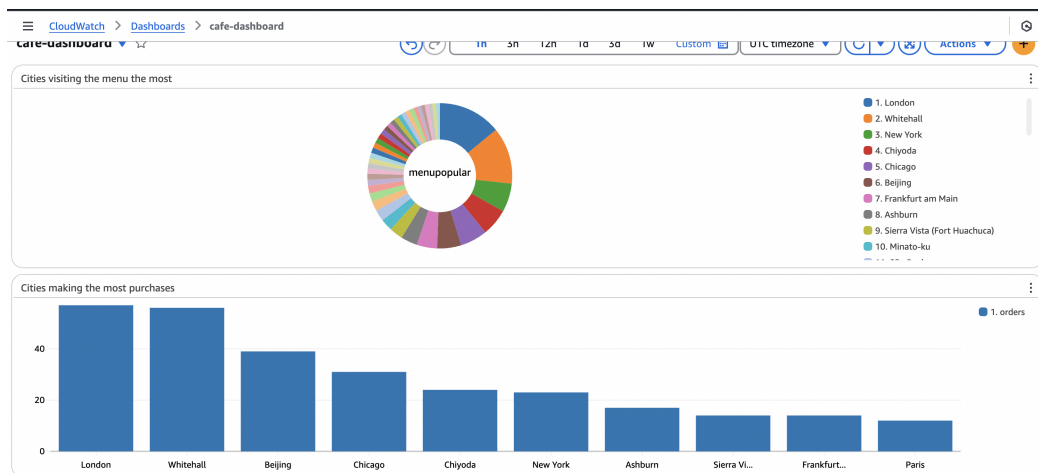 CloudWatch > Dashboards > cafe-dashboard
cafe-dashboard
1h 3h 12h 1d 3d 1w Custom UTC timezone Actions
Cities visiting the menu the most
menupopular
1. London
2. Whitehall
3. New York
4. Chiyoda
5. Chicago
6. Beijing
7. Frankfurt am Main
8. Ashburn
9. Sierra Vista (Fort Huachuca)
10. Minato-ku
Cities making the most purchases
1. orders
40
20
0
London Whitehall Beijing Chicago Chiyoda New York Ashburn Sierra Vi... Frankfurt... Paris